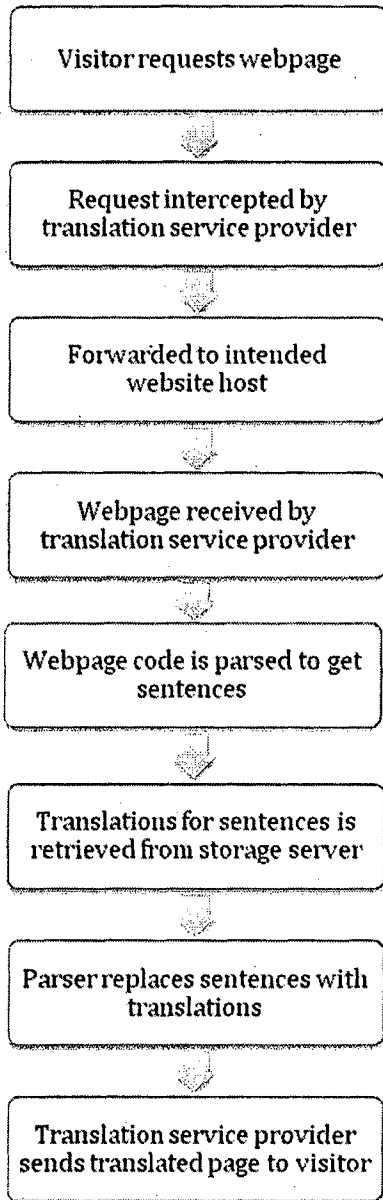 Visitor requests webpage
Request intercepted by
translation service provider
Forwarded to intended
website host
Webpage received by
translation service provider
Webpage code is parsed to get
sentences
Translations for sentences is
retrieved from storage server
Parser replaces sentences with
translations
Translation service provider
sends translated page to visitor